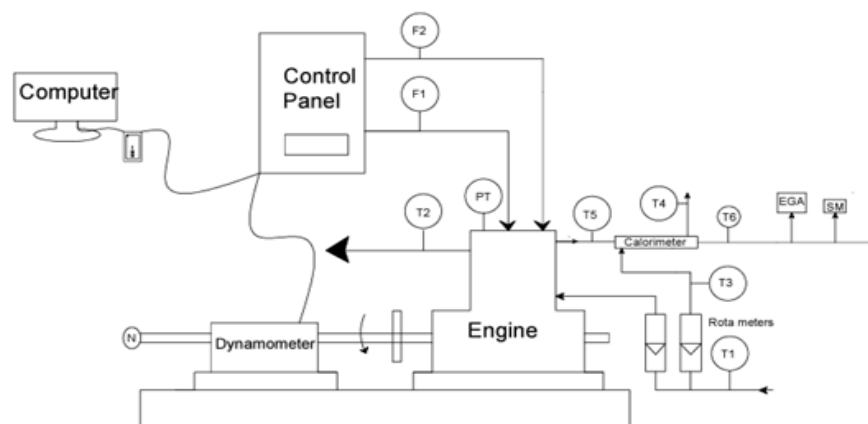 F2
Control
Panel
Computer
F1
PT
T2
T5
T4
T6
EGA
SM
Calorimeter
T3
Rota meters
Engine
N
Dynamometer
T1